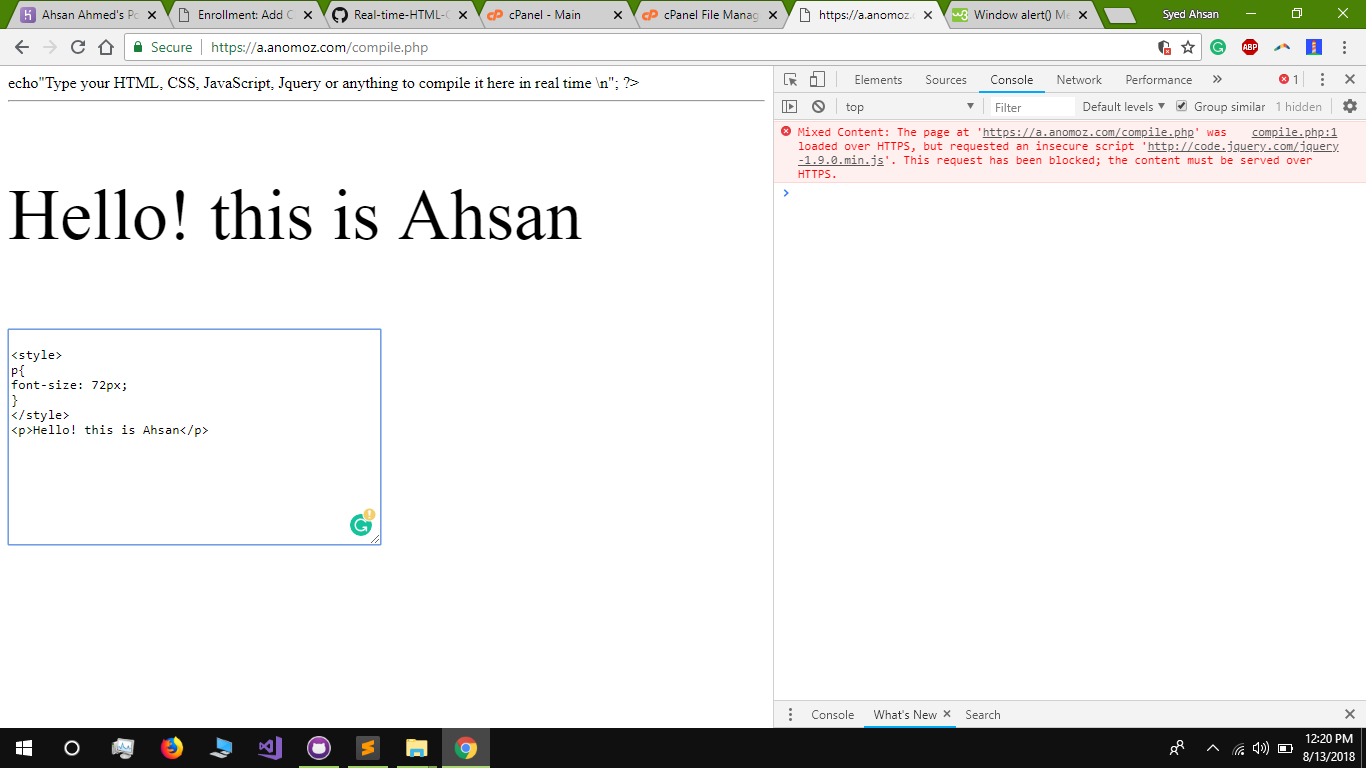 Ahsan Ahmed's Po
Enrollment: Add C
Real-time-HTML-C
cPanel - Main
cPanel File Manag
https://a.anomoz.c
Window alert() Me
Syed Ahsan
Secure
https://a.anomoz.com/compile.php
ABP
echo"Type your HTML, CSS, JavaScript, Jquery or anything to compile it here in real time \n"; ?>
Hello! this is Ahsan
<style>
p{
font-size: 72px;
}
</style>
<p>Hello! this is Ahsan</p>
Elements Sources Console Network Performance » 1
top Filter Default levels ▼ Group similar 1 hidden
Mixed Content: The page at 'https://a.anomoz.com/compile.php' was compile.php:1
loaded over HTTPS, but requested an insecure script 'http://code.jquery.com/jquery
-1.9.0.min.js'. This request has been blocked; the content must be served over
HTTPS.
Console What's New Search
12:20 PM
8/13/2018